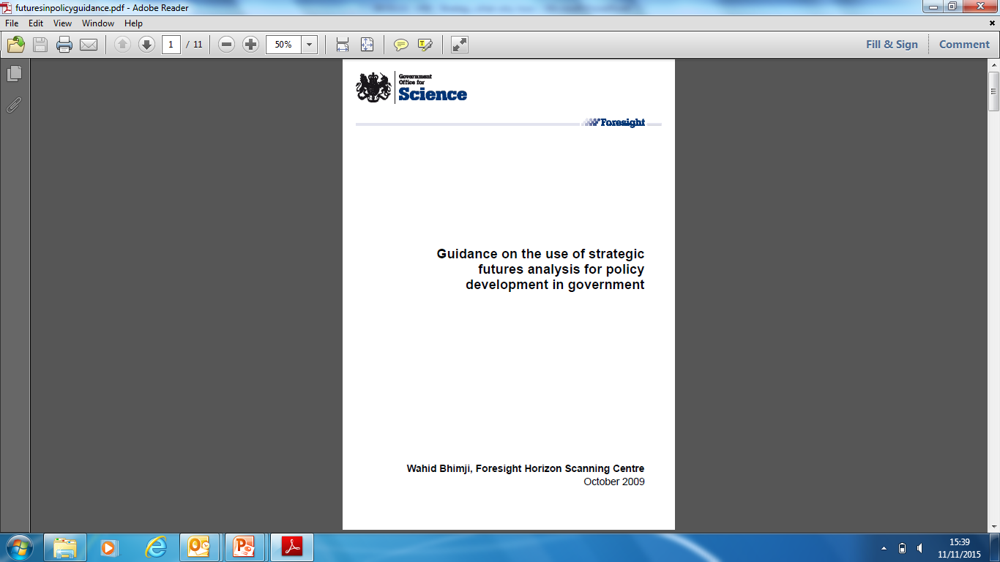 futuresinpolicyguidance.pdf - Adobe Reader
File Edit View Window Help
1 / 11 50% Fill & Sign Comment
Government
Office for
Science
Foresight
Guidance on the use of strategic
futures analysis for policy
development in government
Wahid Bhimji, Foresight Horizon Scanning Centre
October 2009
15:39
11/11/2015